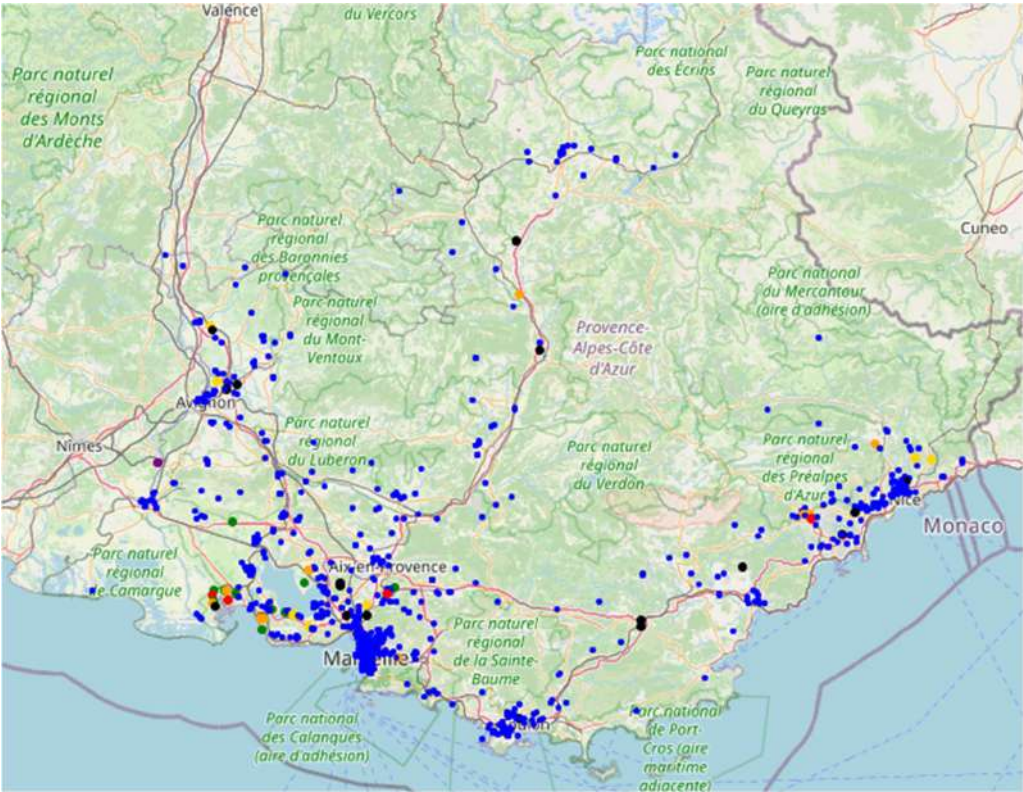 Valence
du Vercors
Parc national
des Écrins
Parc naturel
régional
du Queyras
Parc naturel
régional
des Monts
d'Ardèche
Parc naturel
régional
des Baronnies
provençales
Cuneo
Parc national
du Mercantour
(aire d'adhésion)
Parc naturel
régional
du Mont-
Ventoux
Provence-
Alpes-Côte
d'Azur
Avignon
Nîmes
Parc naturel
régional
du Luberon
Parc naturel
régional
du Verdon
Parc naturel
régional
des Préalpes
d'Azur
Nice
Monaco
Parc naturel
régional
de Camargue
Aix-en-Provence
Parc naturel
régional
de la Sainte-
Baume
Marseille
Toulon
Parc national
des Calanques
(aire d'adhésion)
Parc national
de Port-
Cros (aire
maritime
adjacente)